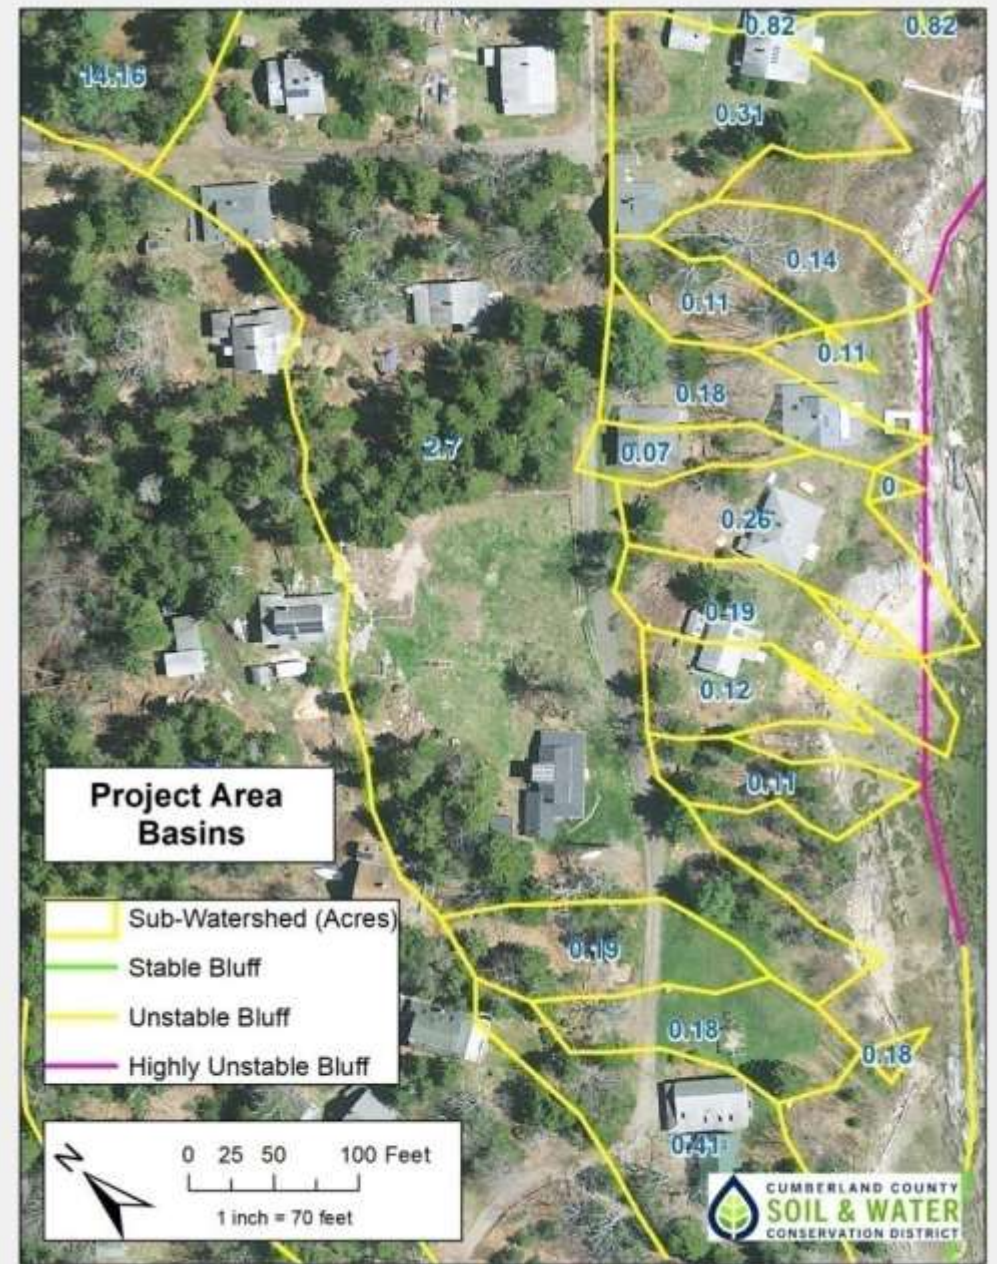 0.82
0.82
14.16
0.31
0.14
0.11
0.11
0.18
2.7
0.07
0
0.26
0.19
0.12
0.11
Project Area
Basins
Sub-Watershed (Acres)
Stable Bluff
Unstable Bluff
Highly Unstable Bluff
0.19
0.18
0.18
0.41
N
0 25 50 100 Feet
1 inch = 70 feet
CUMBERLAND COUNTY
SOIL & WATER
CONSERVATION DISTRICT